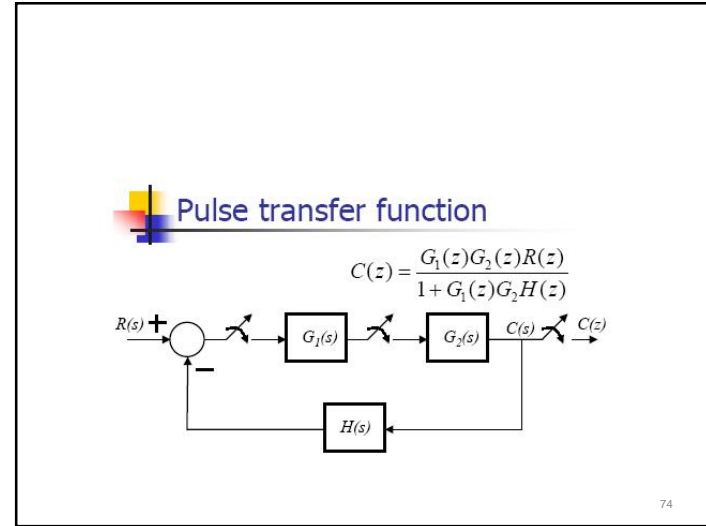 Pulse transfer function
C(z) = G₁(z)G₂(z)R(z) / 1 + G₁(z)G₂H(z)
R(s) + G₁(s) G₂(s) C(s) C(z)
−
H(s)
74